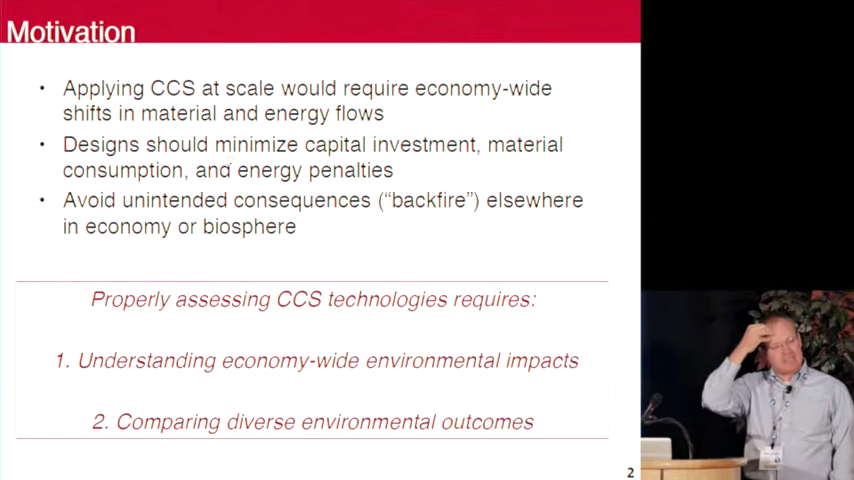 Motivation
• Applying CCS at scale would require economy-wide
shifts in material and energy flows
• Designs should minimize capital investment, material
consumption, and energy penalties
• Avoid unintended consequences (“backfire”) elsewhere
in economy or biosphere
Properly assessing CCS technologies requires:
1. Understanding economy-wide environmental impacts
2. Comparing diverse environmental outcomes
2